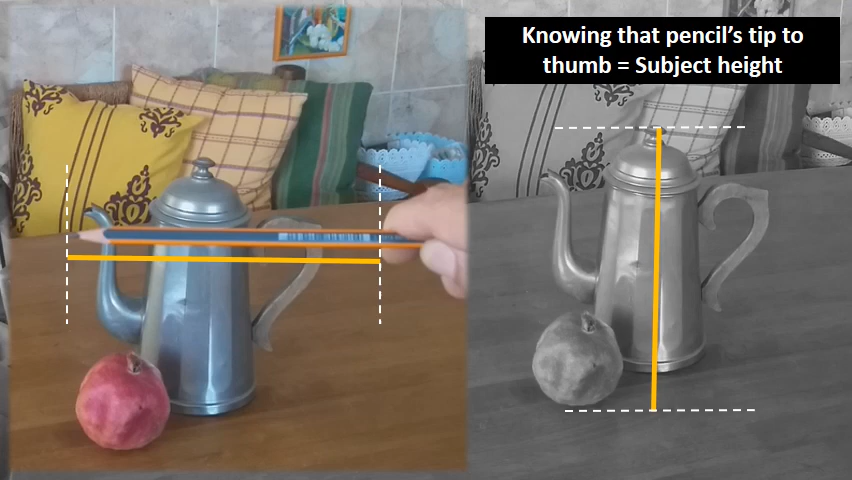 Knowing that pencil’s tip to
thumb = Subject height